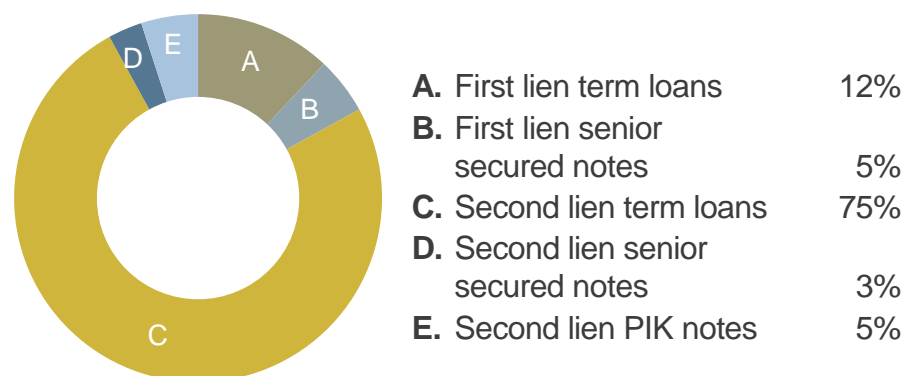 A
B
C
D
E
A. First lien term loans 12%
B. First lien senior
secured notes 5%
C. Second lien term loans 75%
D. Second lien senior
secured notes 3%
E. Second lien PIK notes 5%